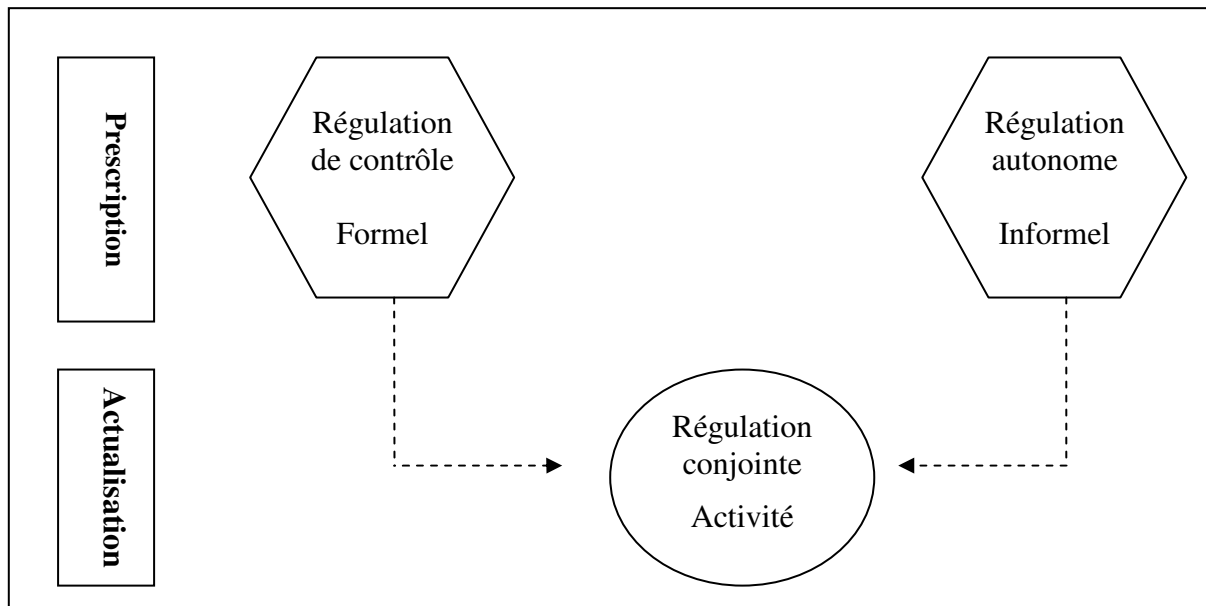 Prescription
Régulation
de contrôle
Formel
Régulation
autonome
Informel
Actualisation
Régulation
conjointe
Activité